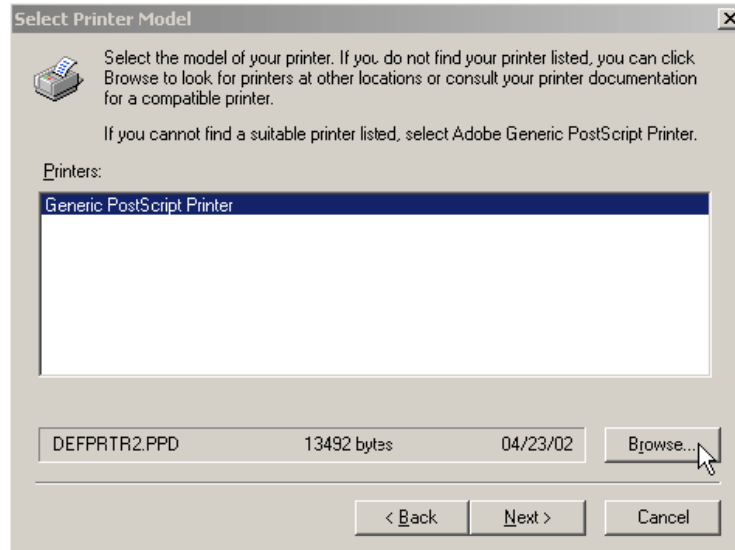 Select Printer Model
Select the model of your printer. If you do not find your printer listed, you can click
Browse to look for printers at other locations or consult your printer documentation
for a compatible printer.
If you cannot find a suitable printer listed, select Adobe Generic PostScript Printer.
Printers:
Generic PostScript Printer
DEFPRTR2.PPD 13492 bytes 04/23/02 Browse...
< Back Next > Cancel